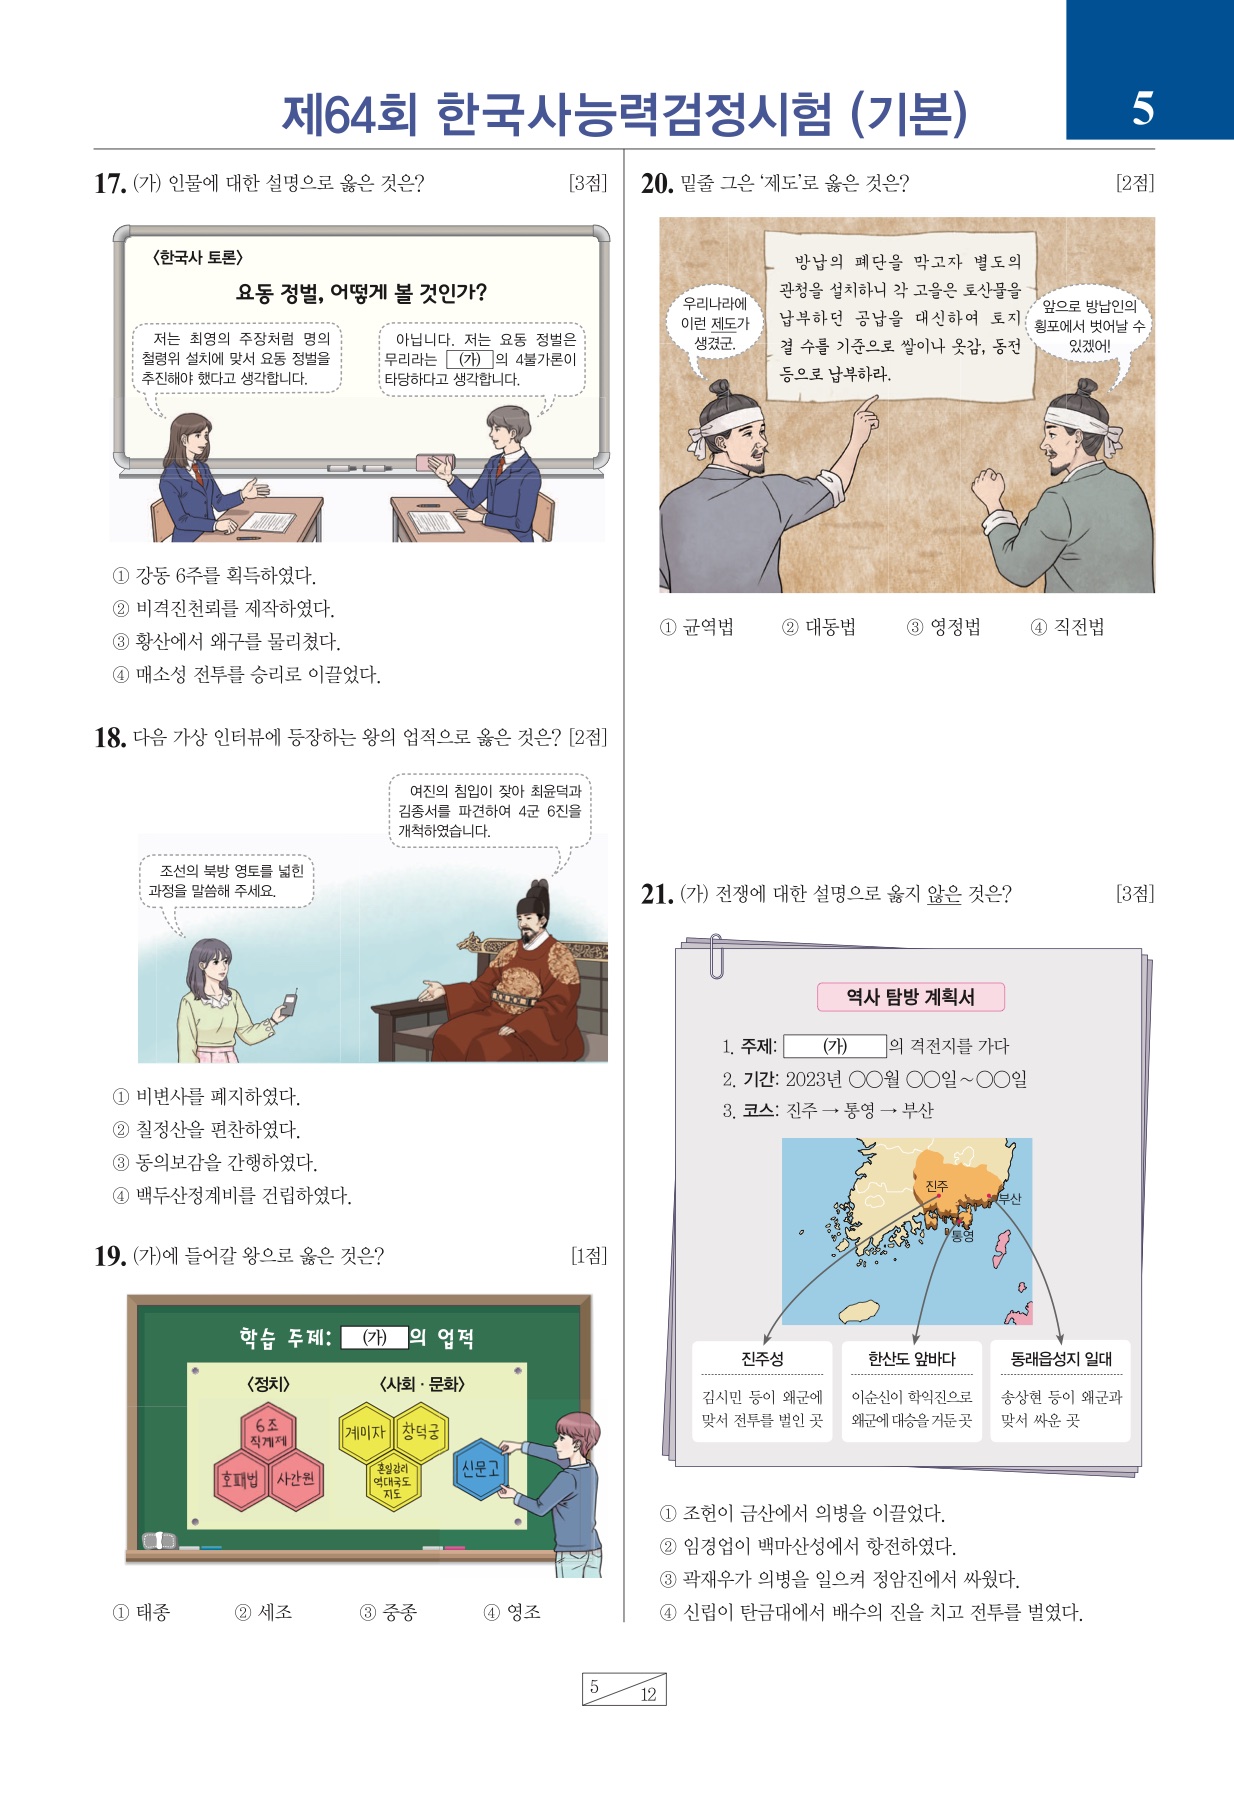 제64회 한국사능력검정시험 (기본)
5
17. (가) 인물에 대한 설명으로 옳은 것은? [3점]
〈한국사 토론〉
요동 정벌, 어떻게 볼 것인가?
저는 최영의 주장처럼 명의
철령위 설치에 맞서 요동 정벌을
추진해야 했다고 생각합니다.
아닙니다. 저는 요동 정벌은
무리라는 (가) 의 4불가론이
타당하다고 생각합니다.
① 강동 6주를 획득하였다.
② 비격진천뢰를 제작하였다.
③ 황산에서 왜구를 물리쳤다.
④ 매소성 전투를 승리로 이끌었다.
18. 다음 가상 인터뷰에 등장하는 왕의 업적으로 옳은 것은? [2점]
여진의 침입이 잦아 최윤덕과
김종서를 파견하여 4군 6진을
개척하였습니다.
조선의 북방 영토를 넓힌
과정을 말씀해 주세요.
① 비변사를 폐지하였다.
② 칠정산을 편찬하였다.
③ 동의보감을 간행하였다.
④ 백두산정계비를 건립하였다.
19. (가)에 들어갈 왕으로 옳은 것은? [1점]
학습 주제: (가) 의 업적
〈정치〉 〈사회·문화〉
6조
직계제
호패법 사간원
계미자 창덕궁
혼일강리
역대국도
지도
신문고
① 태종 ② 세조 ③ 중종 ④ 영조
20. 밑줄 그은 ‘제도’로 옳은 것은? [2점]
방납의 폐단을 막고자 별도의
관청을 설치하니 각 고을은 토산물을
납부하던 공납을 대신하여 토지
결 수를 기준으로 쌀이나 옷감, 동전
등으로 납부하라.
우리나라에
이런 제도가
생겼군.
앞으로 방납인의
횡포에서 벗어날 수
있겠어!
① 균역법 ② 대동법 ③ 영정법 ④ 직전법
21. (가) 전쟁에 대한 설명으로 옳지 않은 것은? [3점]
역사 탐방 계획서
1. 주제: (가) 의 격전지를 가다
2. 기간: 2023년 ○○월 ○○일~○○일
3. 코스: 진주 → 통영 → 부산
진주
부산
통영
진주성
김시민 등이 왜군에
맞서 전투를 벌인 곳
한산도 앞바다
이순신이 학익진으로
왜군에 대승을 거둔 곳
동래읍성지 일대
송상현 등이 왜군과
맞서 싸운 곳
① 조헌이 금산에서 의병을 이끌었다.
② 임경업이 백마산성에서 항전하였다.
③ 곽재우가 의병을 일으켜 정암진에서 싸웠다.
④ 신립이 탄금대에서 배수의 진을 치고 전투를 벌였다.
5
12